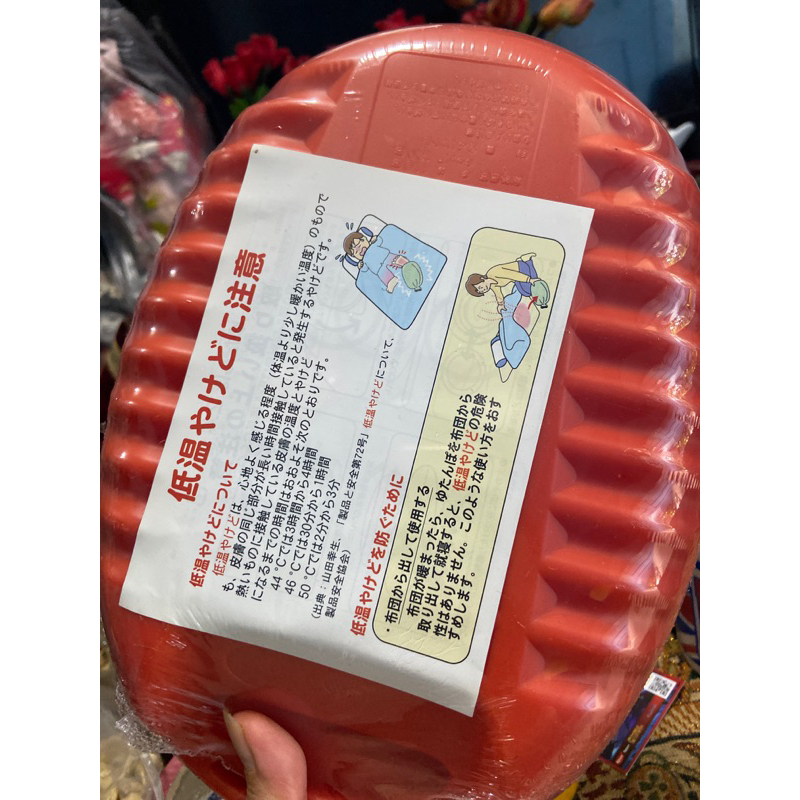 低温やけどに注意
低温やけどについて
低温やけどは、心地よく感じる程度（体温より少し暖かい温度）のもので
も、皮膚の同じ部分が長い時間接触していると発生するやけどです。
熱いものに接触している皮膚の温度とやけど
になるまでの時間はおおよそ次のとおりです。
44℃では3時間から4時間
46℃では30分から1時間
50℃では2分から3分
（出典：山田幸生、「製品と安全第72号」低温やけどについて、
製品安全協会）
低温やけどを防ぐために
・布団から出して使用する
布団が暖まったら、ゆたんぽを布団から
取り出して就寝すると、低温やけどの危険
性はありません。このような使い方をおす
すめします。